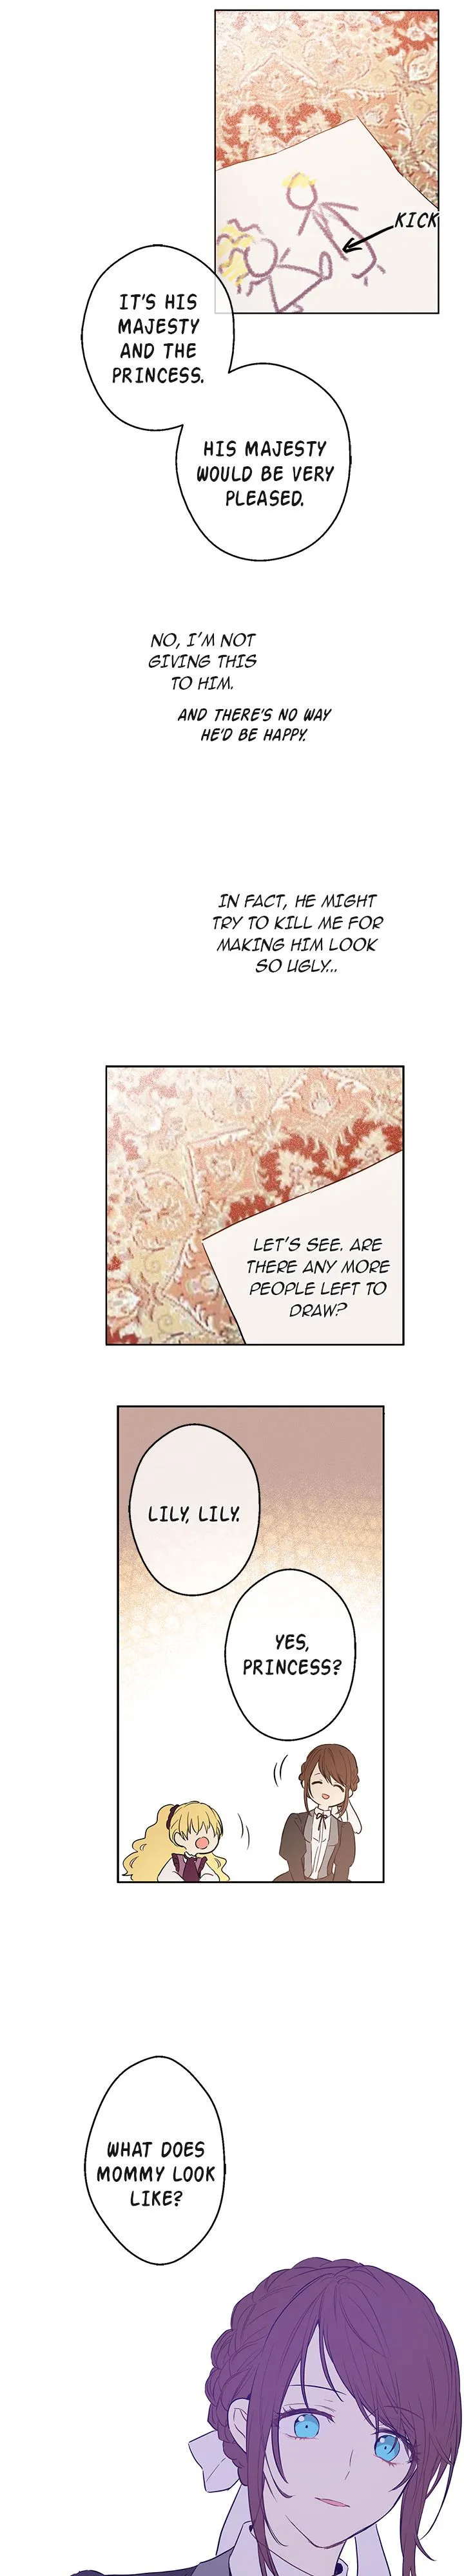 KICK
IT'S HIS
MAJESTY
AND THE
PRINCESS.
HIS MAJESTY
WOULD BE VERY
PLEASED.
NO, I'M NOT
GIVING THIS
TO HIM.
AND THERE'S NO WAY
HE'D BE HAPPY.
IN FACT, HE MIGHT
TRY TO KILL ME FOR
MAKING HIM LOOK
SO UGLY...
LET'S SEE. ARE
THERE ANY MORE
PEOPLE LEFT TO
DRAW?
LILY, LILY.
YES,
PRINCESS?
WHAT DOES
MOMMY LOOK
LIKE?